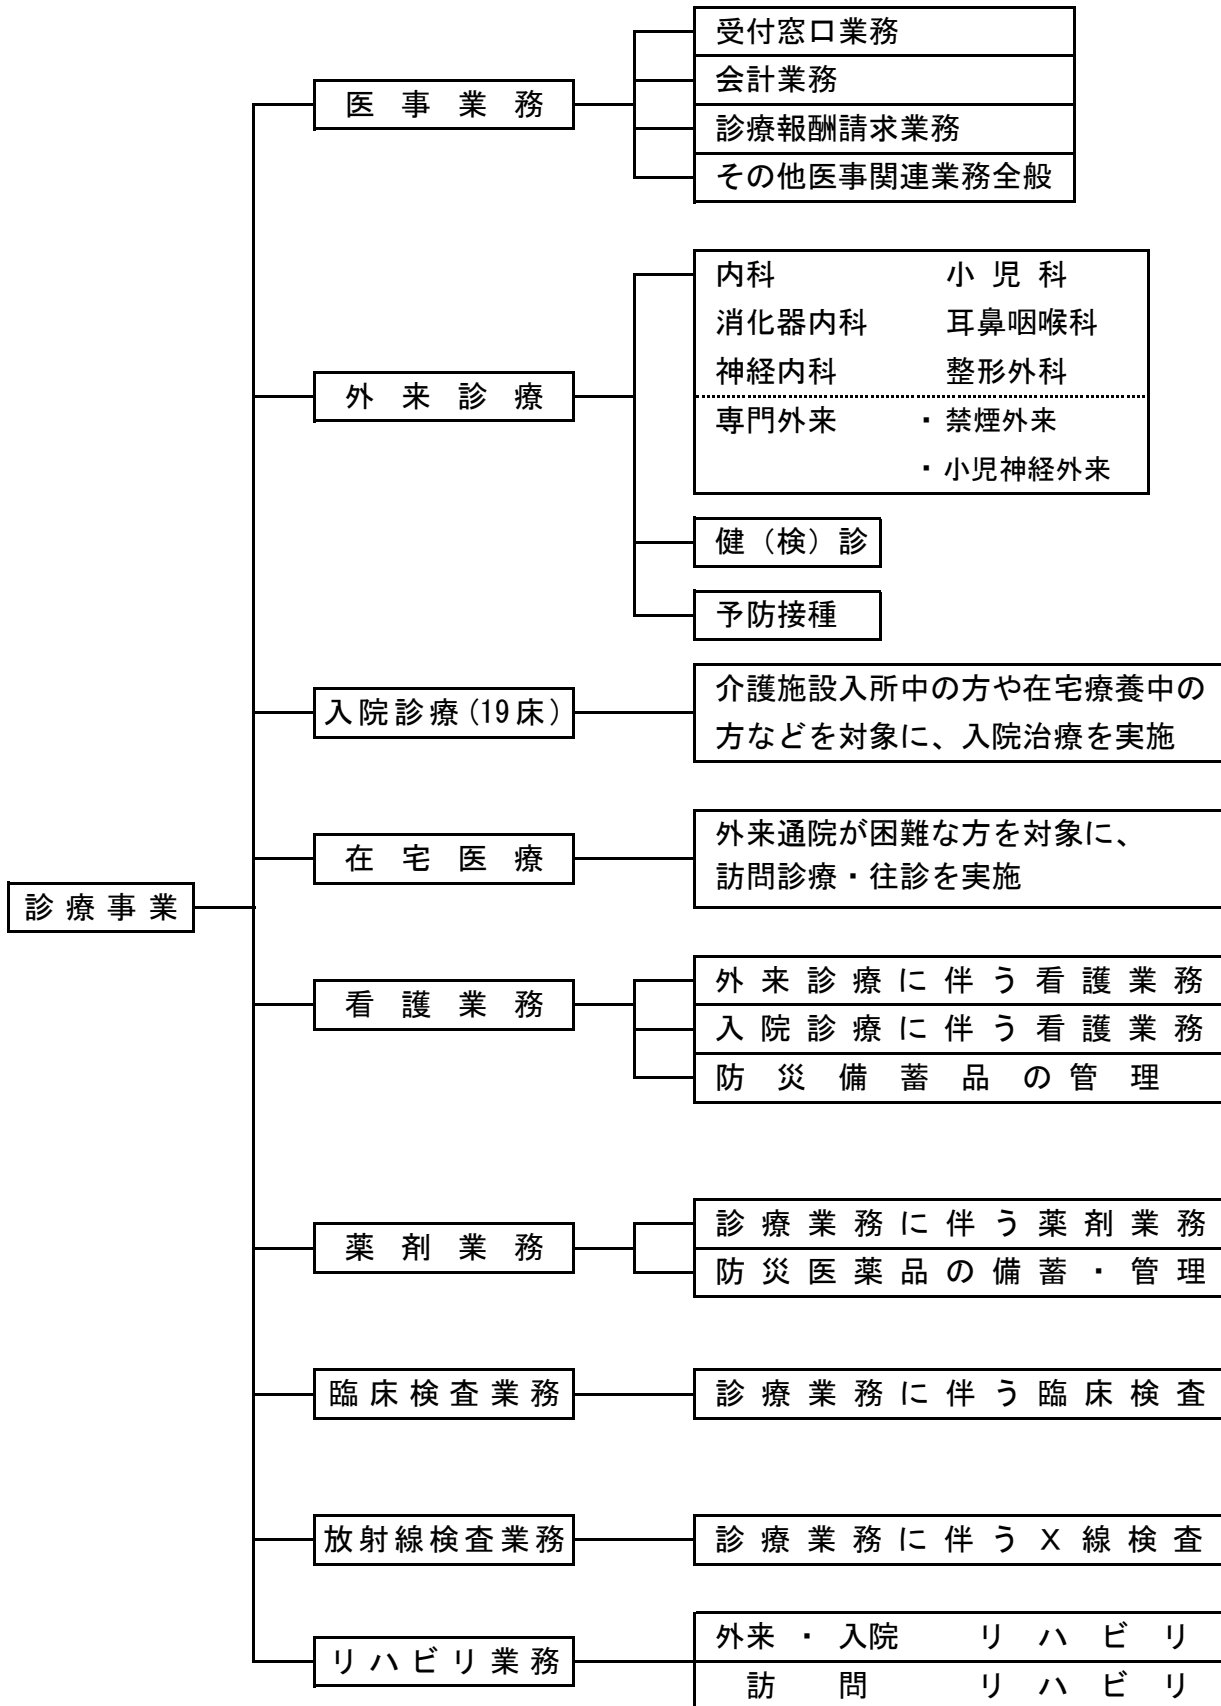 診療事業
医事業務
受付窓口業務
会計業務
診療報酬請求業務
その他医事関連業務全般
外来診療
内科 小児科
消化器内科 耳鼻咽喉科
神経内科 整形外科
専門外来 ・禁煙外来
・小児神経外来
健（検）診
予防接種
入院診療(19床)
介護施設入所中の方や在宅療養中の
方などを対象に、入院治療を実施
在宅医療
外来通院が困難な方を対象に、
訪問診療・往診を実施
看護業務
外来診療に伴う看護業務
入院診療に伴う看護業務
防災備蓄品の管理
薬剤業務
診療業務に伴う薬剤業務
防災医薬品の備蓄・管理
臨床検査業務
診療業務に伴う臨床検査
放射線検査業務
診療業務に伴うX線検査
リハビリ業務
外来・入院 リハビリ
訪問 リハビリ